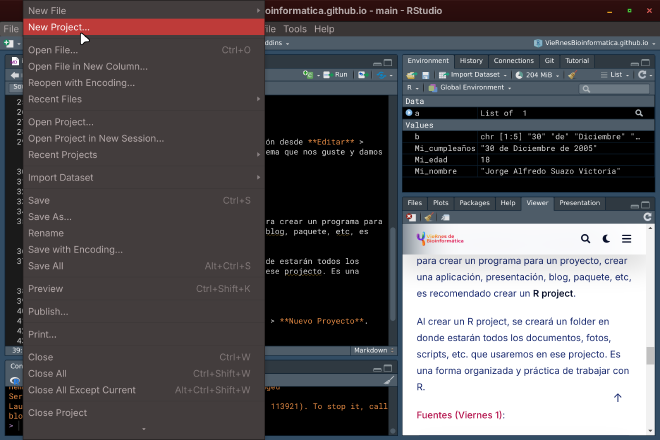 oinformatica.github.io - main - RStudio
File
File Tools Help
ddins
VieRnesBioinformatica.github.io
New File
New Project...
Open File... Ctrl+O
Open File in New Column...
Reopen with Encoding...
Recent Files
Open Project...
Open Project in New Session...
Recent Projects
Import Dataset
Save Ctrl+S
Save As...
Rename
Save with Encoding...
Save All Alt+Ctrl+S
Preview Ctrl+Shift+K
Publish...
Print...
Close Ctrl+W
Close All Ctrl+Shift+W
Close All Except Current Alt+Ctrl+Shift+W
Close Project
Run
ón desde **Editar** >
ema que nos guste y damos
ra crear un programa para
blog, paquete, etc, es
de estarán todos los
ese projecto. Es una
> **Nuevo Proyecto**.
39:
Markdown
Con
Ser
Lau
113921). To stop it, call
blo
>
Environment History Connections Git Tutorial
Import Dataset 204 MiB List
R Global Environment
Data
a List of 1
Values
b chr [1:5] "30" "de" "Diciembre" "…
Mi_cumpleaños "30 de Diciembre de 2005"
Mi_edad 18
Mi_nombre "Jorge Alfredo Suazo Victoria"
Files Plots Packages Help Viewer Presentation
VieRnes de
Bioinformática
para crear un programa para un proyecto, crear
una aplicación, presentación, blog, paquete, etc,
es recomendado crear un R project.
Al crear un R project, se creará un folder en
donde estarán todos los documentos, fotos,
scripts, etc. que usaremos en ese projecto. Es
una forma organizada y práctica de trabajar con
R.
Fuentes (Viernes 1):